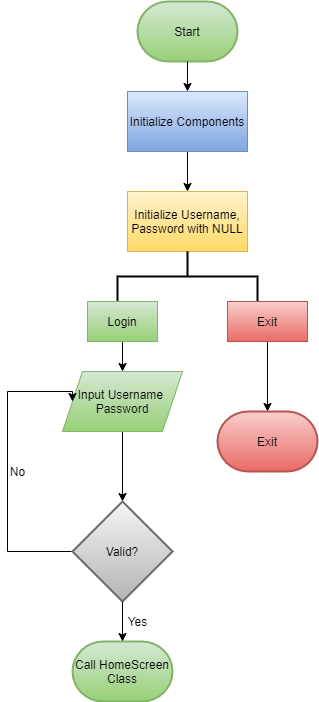 Start
Initialize Components
Initialize Username,
Password with NULL
Login
Exit
Input Username
Password
Exit
No
Valid?
Yes
Call HomeScreen
Class